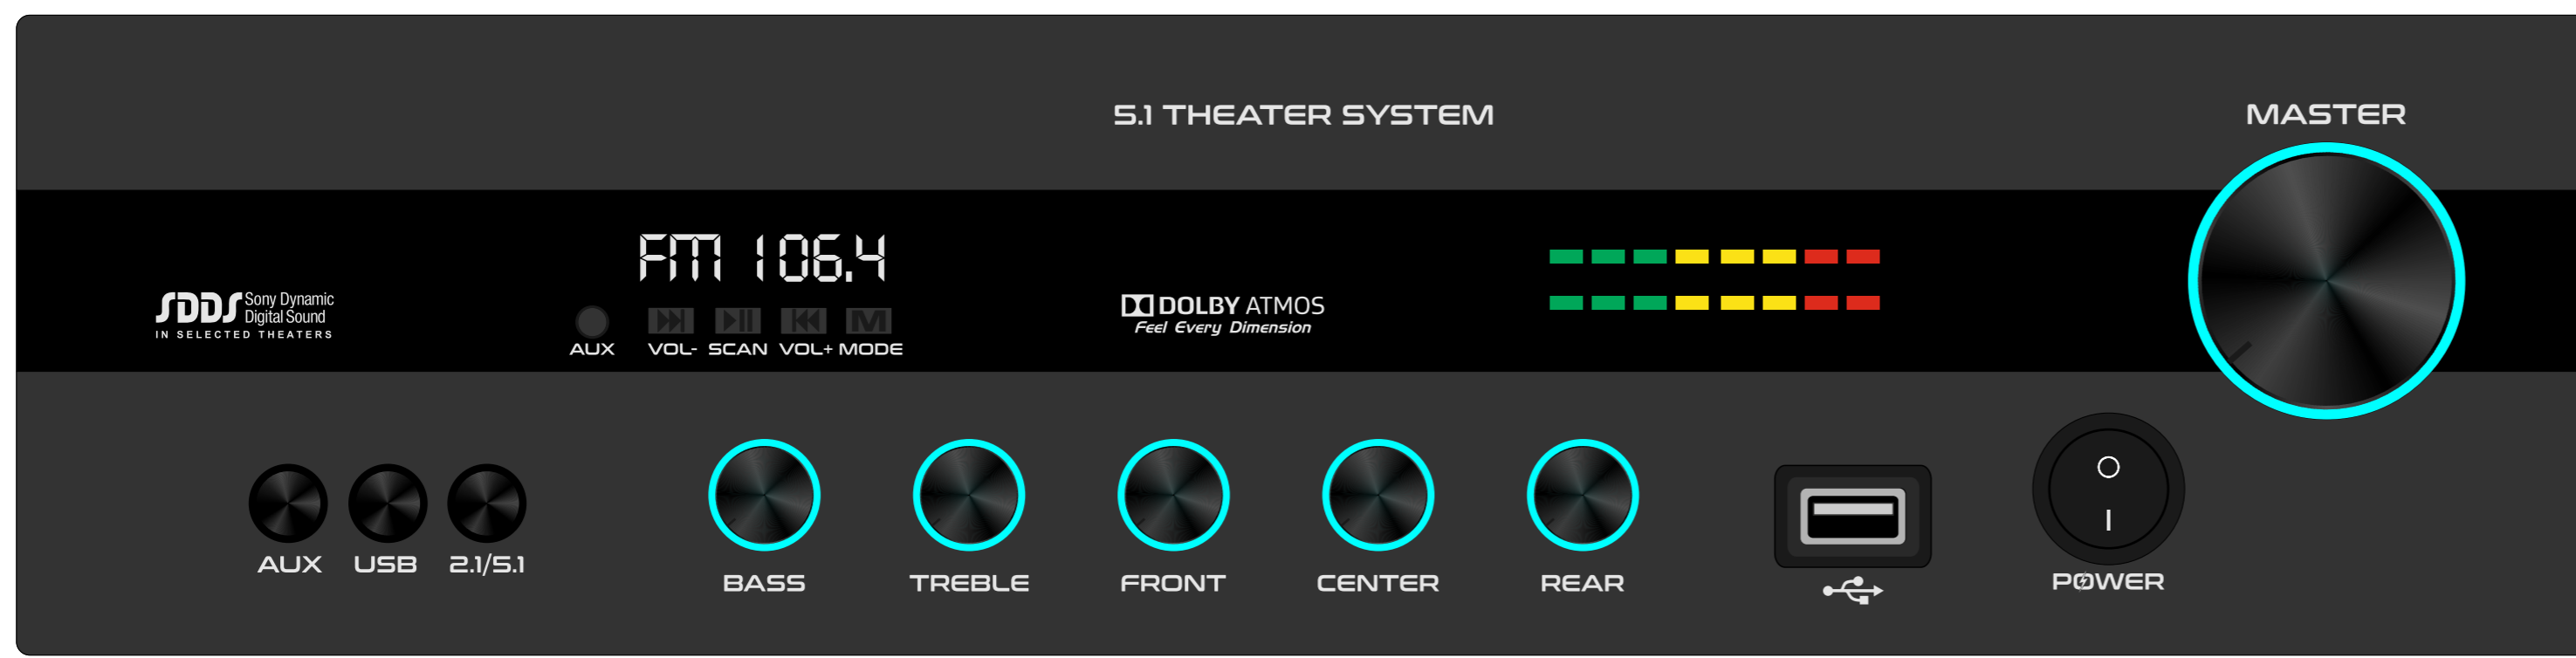 5.1 THEATER SYSTEM
MASTER
FM 106.4
SDDS Sony Dynamic
Digital Sound
IN SELECTED THEATERS
M
AUX VOL- SCAN VOL+ MODE
DOLBY ATMOS
Feel Every Dimension
AUX USB 2.1/5.1
BASS TREBLE FRONT CENTER REAR
POWER